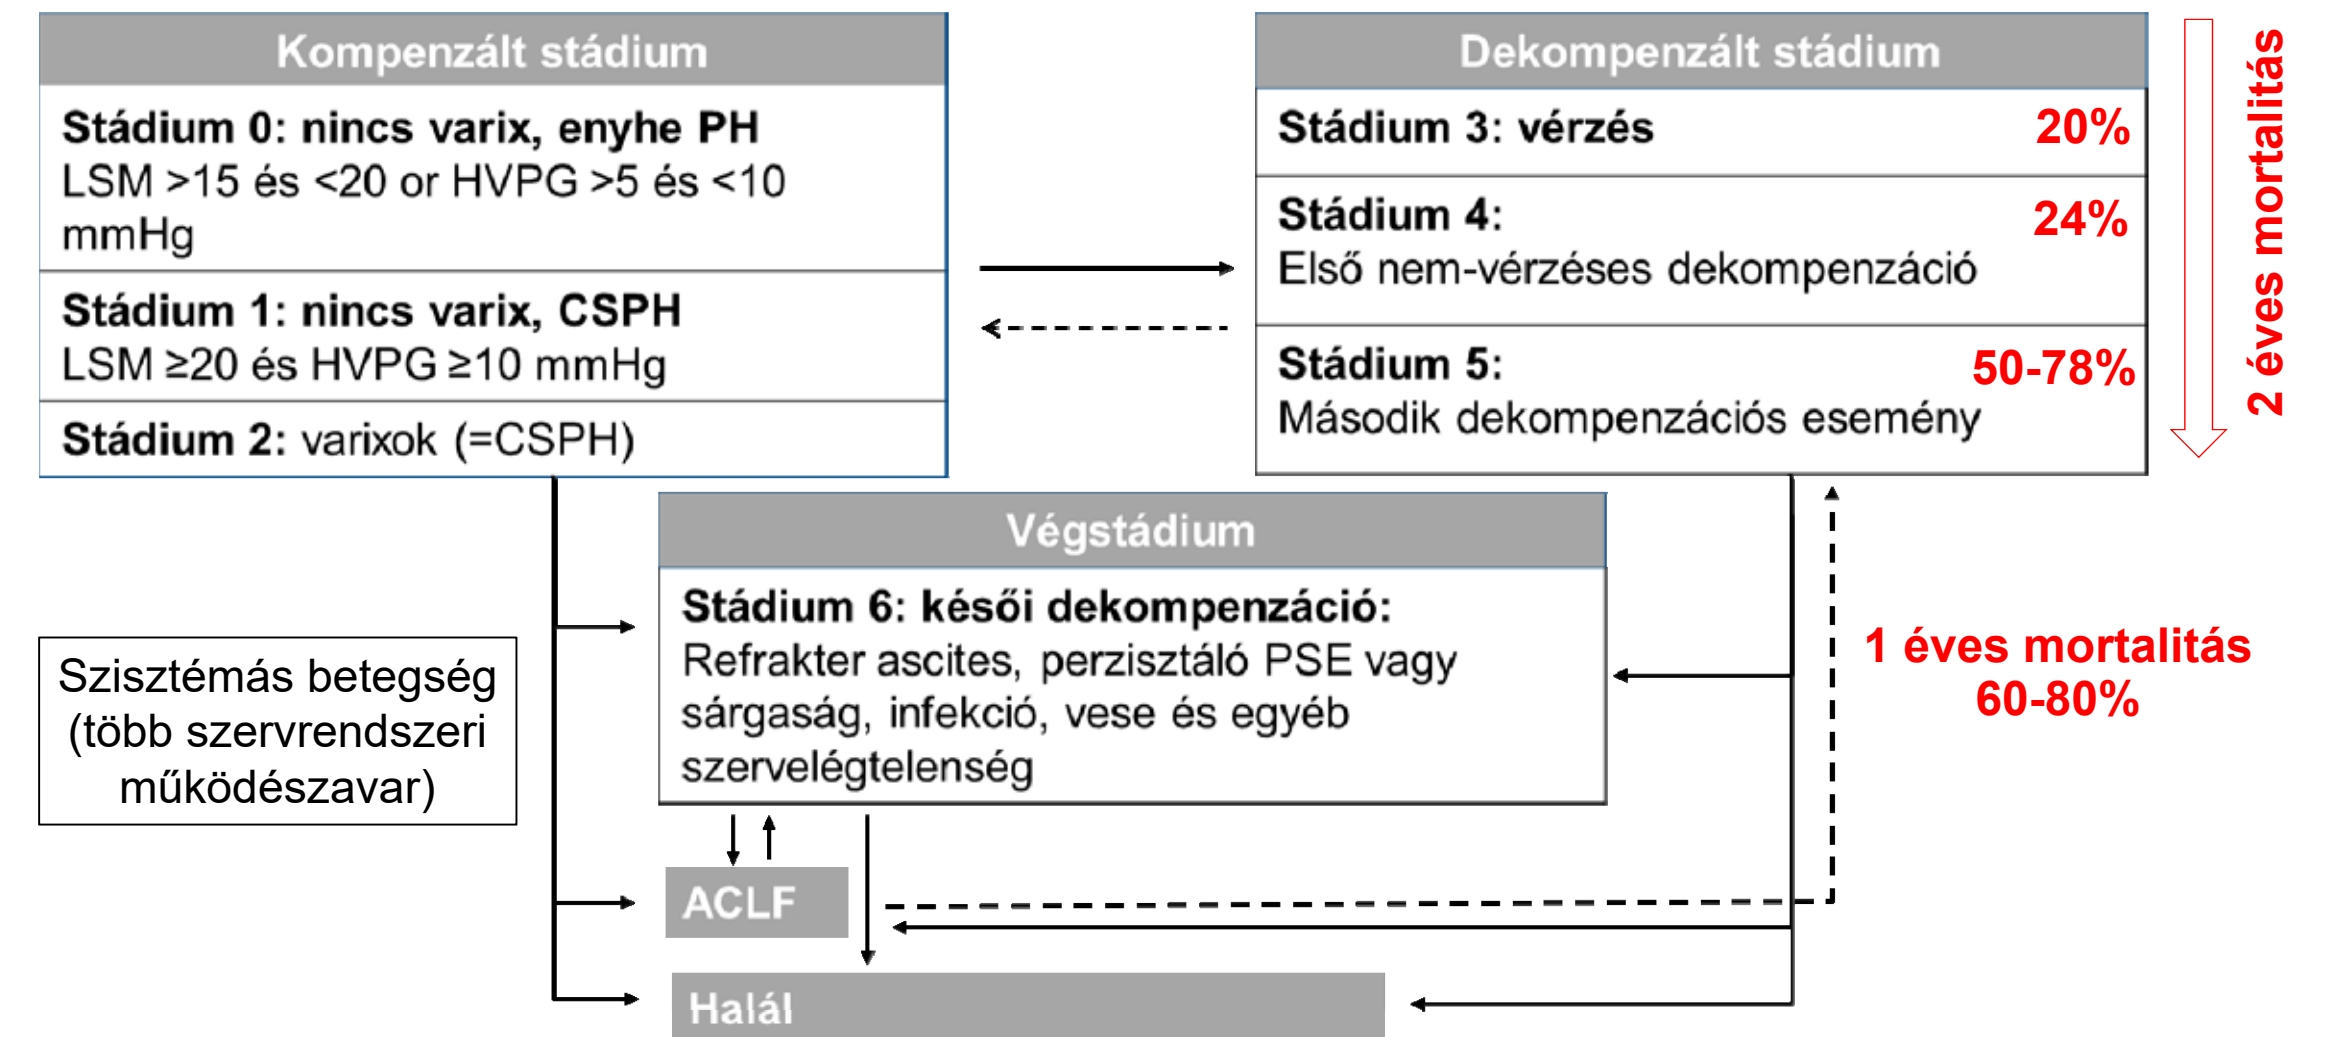 Kompenzált stádium
Stádium 0: nincs varix, enyhe PH
LSM >15 és <20 or HVPG >5 és <10
mmHg
Stádium 1: nincs varix, CSPH
LSM ≥20 és HVPG ≥10 mmHg
Stádium 2: varixok (=CSPH)
Dekompenzált stádium
Stádium 3: vérzés 20%
Stádium 4: 24%
Első nem-vérzéses dekompenzáció
Stádium 5: 50-78%
Második dekompenzációs esemény
2 éves mortalitás
Végstádium
Stádium 6: késői dekompenzáció:
Refrakter ascites, perzisztáló PSE vagy
sárgaság, infekció, vese és egyéb
szervelégtelenség
Szisztémás betegség
(több szervrendszeri
működészavar)
1 éves mortalitás
60-80%
ACLF
Halál